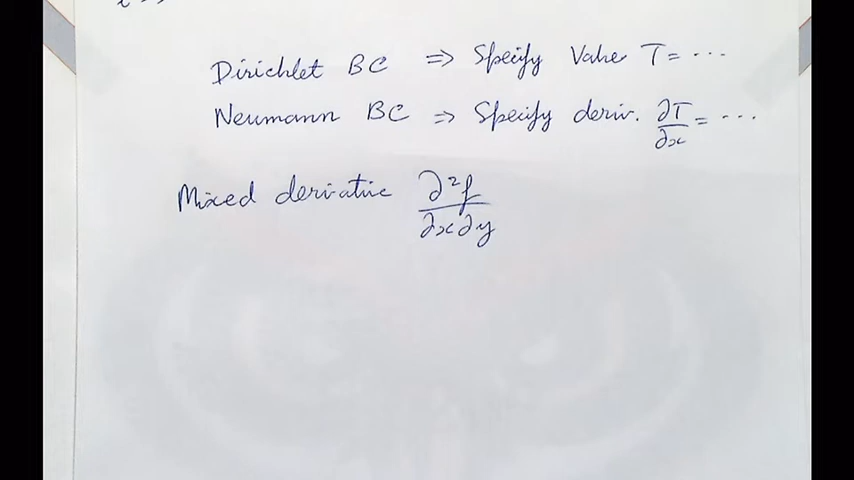 Dirichlet BC ⇒ Specify Value T = ...
Neumann BC ⇒ Specify deriv. ∂T/∂x = ...
Mixed derivative ∂²f/∂x∂y